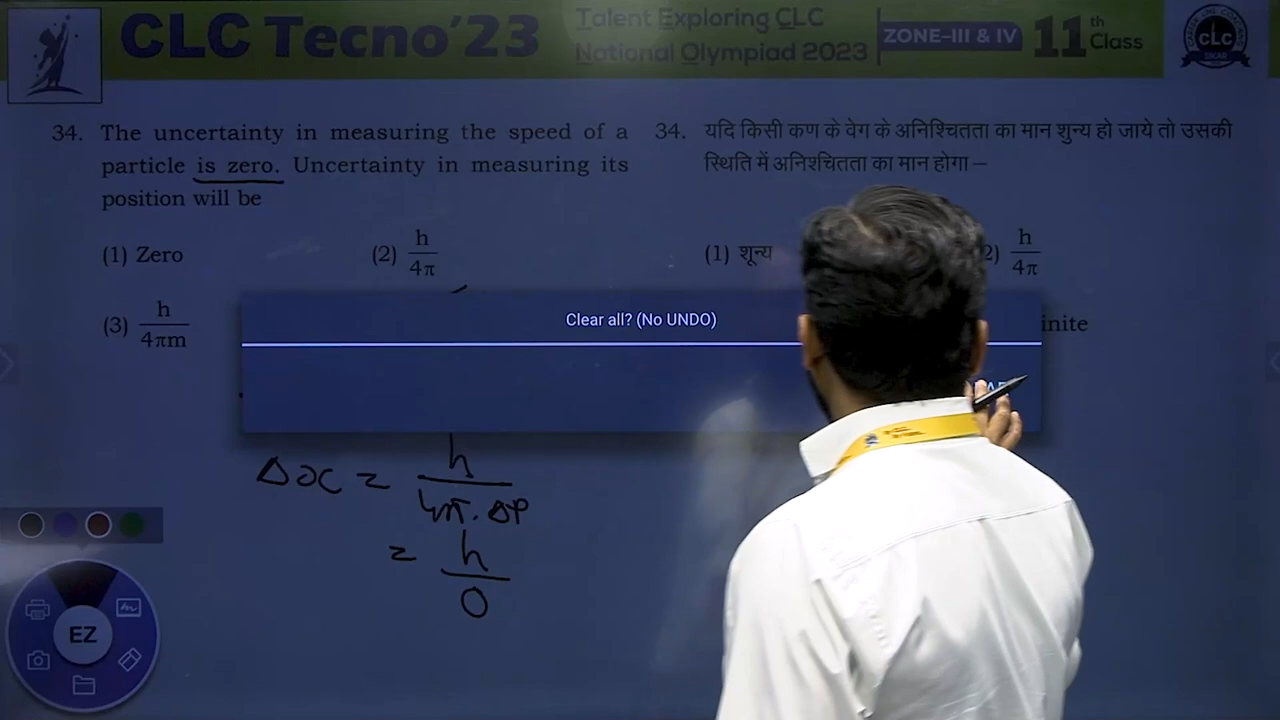 CLC Tecno'23
Talent Exploring CLC
National Olympiad 2023
ZONE-III & IV
11th Class
CLC
34. The uncertainty in measuring the speed of a
particle is zero. Uncertainty in measuring its
position will be
(1) Zero
(2) h/4π
(3) h/4πm
34. यदि किसी कण के वेग के अनिश्चितता का मान शुन्य हो जाये तो उसकी
स्थिति में अनिश्चितता का मान होगा –
(1) शून्य
2) h/4π
inite
Clear all? (No UNDO)
Δx = h/4π.ΔP
= h/0
EZ